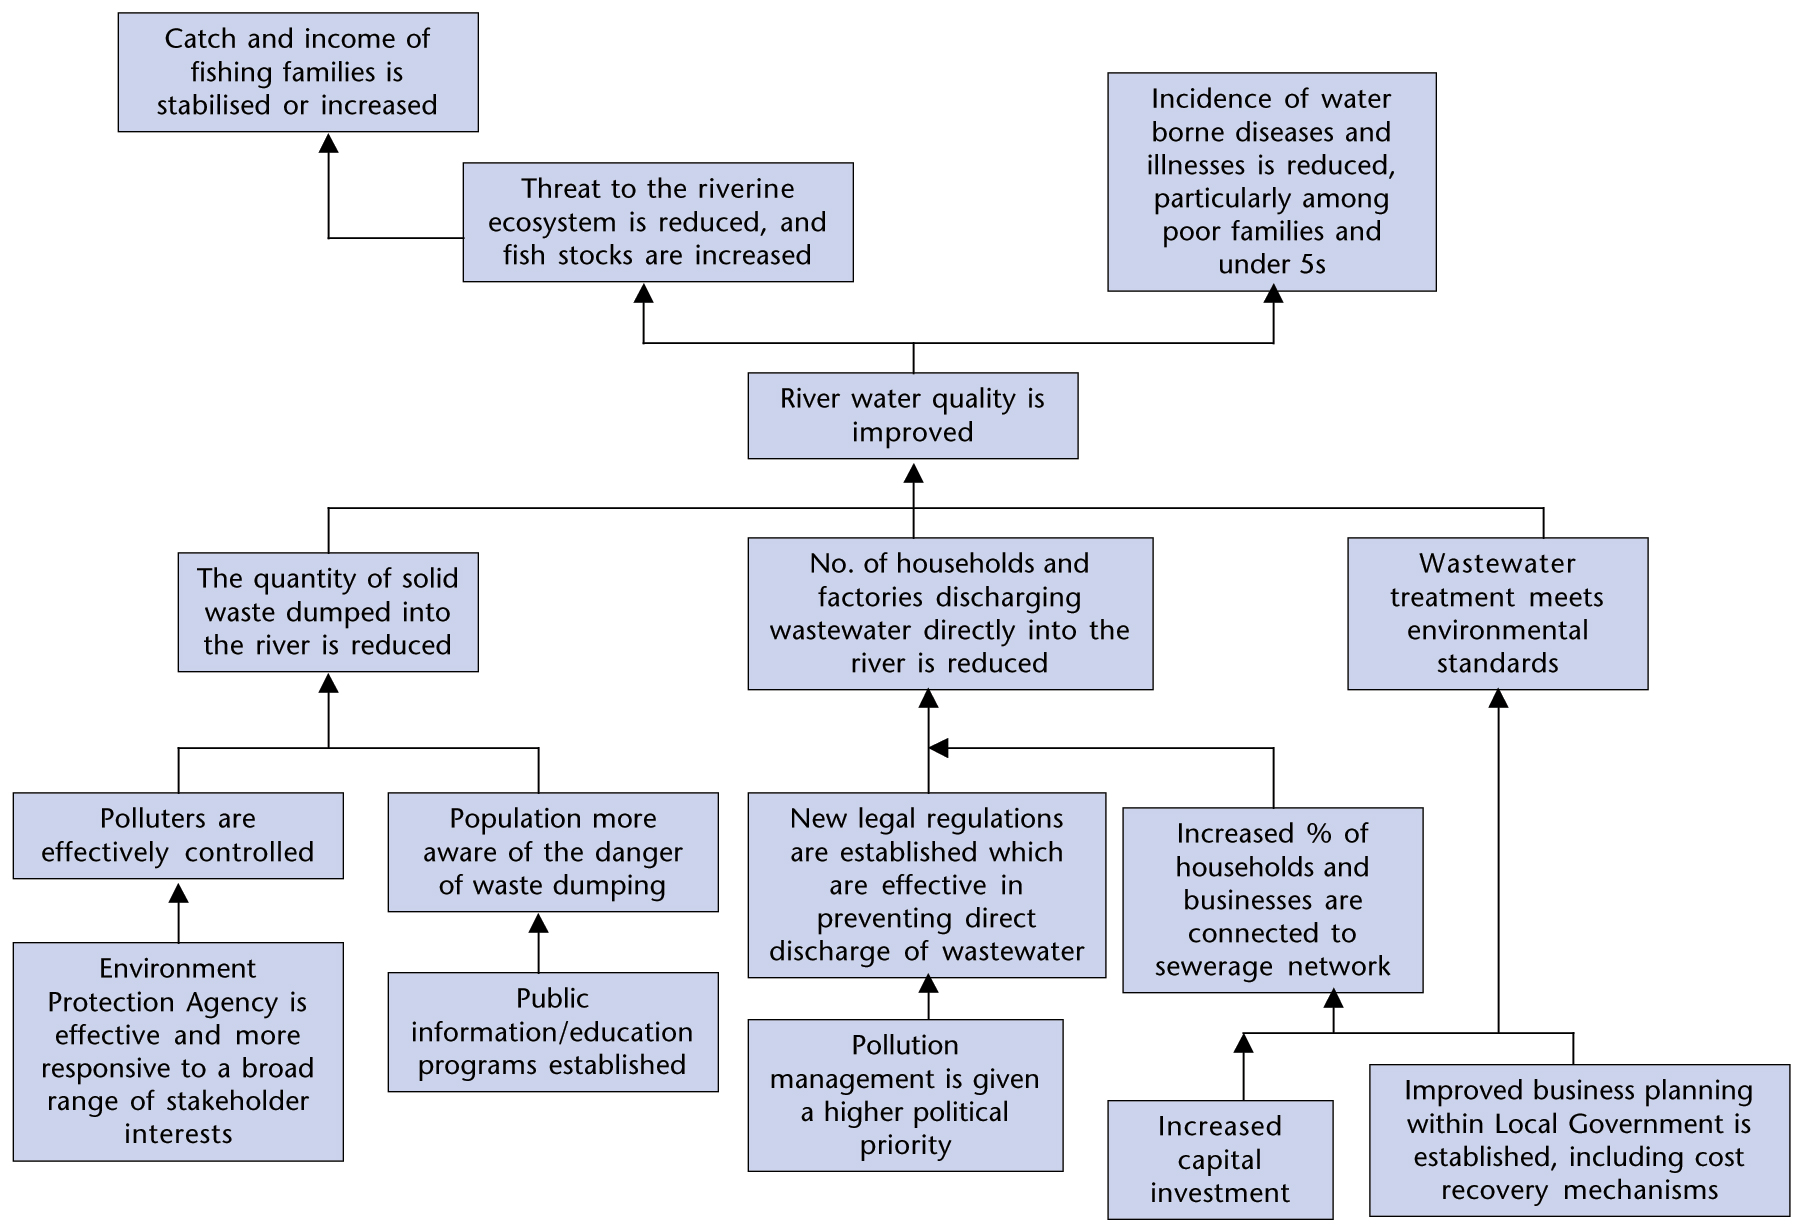 Catch and income of
fishing families is
stabilised or increased
Incidence of water
borne diseases and
illnesses is reduced,
particularly among
poor families and
under 5s
Threat to the riverine
ecosystem is reduced, and
fish stocks are increased
River water quality is
improved
The quantity of solid
waste dumped into
the river is reduced
No. of households and
factories discharging
wastewater directly into the
river is reduced
Wastewater
treatment meets
environmental
standards
Polluters are
effectively controlled
Population more
aware of the danger
of waste dumping
New legal regulations
are established which
are effective in
preventing direct
discharge of wastewater
Increased % of
households and
businesses are
connected to
sewerage network
Environment
Protection Agency is
effective and more
responsive to a broad
range of stakeholder
interests
Public
information/education
programs established
Pollution
management is given
a higher political
priority
Increased
capital
investment
Improved business planning
within Local Government is
established, including cost
recovery mechanisms